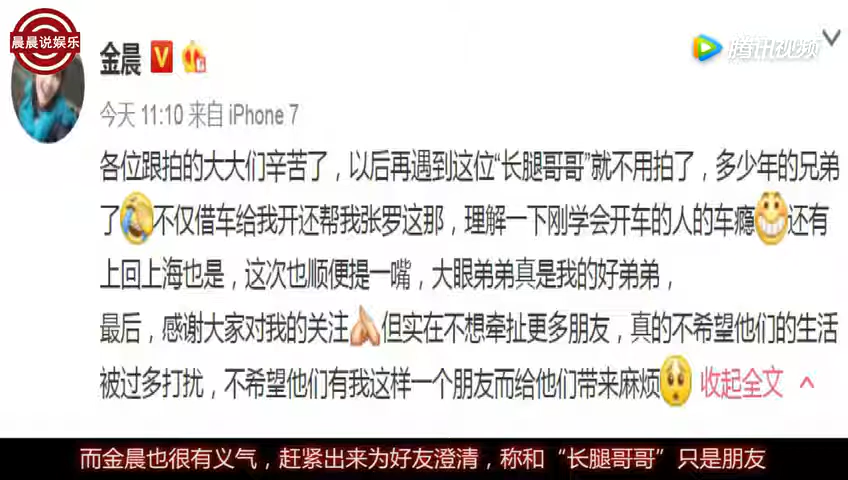 晨晨说娱乐
金晨 V
腾讯视频
今天 11:10 来自 iPhone 7
各位跟拍的大大们辛苦了，以后再遇到这位“长腿哥哥”就不用拍了，多少年的兄弟
了不仅借车给我开还帮我张罗这那，理解一下刚学会开车的人的车瘾还有
上回上海也是，这次也顺便提一嘴，大眼弟弟真是我的好弟弟，
最后，感谢大家对我的关注但实在不想牵扯更多朋友，真的不希望他们的生活
被过多打扰，不希望他们有我这样一个朋友而给他们带来麻烦 收起全文
而金晨也很有义气，赶紧出来为好友澄清，称和“长腿哥哥”只是朋友